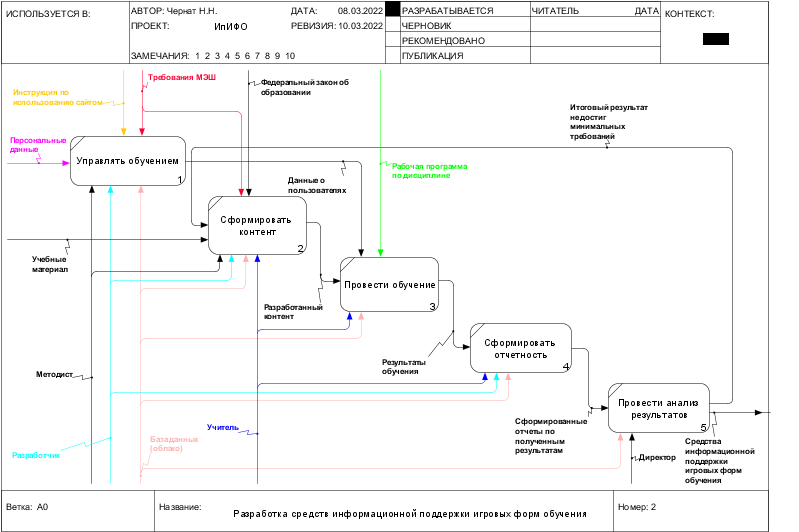 ИСПОЛЬЗУЕТСЯ В:
АВТОР: Чернат Н.Н.
ДАТА: 08.03.2022
РАЗРАБАТЫВАЕТСЯ
ЧИТАТЕЛЬ
ДАТА
КОНТЕКСТ:
ПРОЕКТ: ИпИФО
РЕВИЗИЯ: 10.03.2022
ЧЕРНОВИК
РЕКОМЕНДОВАНО
ЗАМЕЧАНИЯ: 1 2 3 4 5 6 7 8 9 10
ПУБЛИКАЦИЯ
Требования МЭШ
Федеральный закон об
образовании
Инструкция по
использованию сайтом
Итоговый результат
недостиг
минимальных
требований
Персональные
данные
Управлять обучением
1
Рабочая программа
по дисциплине
Данные о
пользователях
Сформировать
контент
2
Учебные
материал
Провести обучение
3
Разработанный
контент
Сформировать
отчетность
4
Результаты
обучения
Методист
Провести анализ
результатов
5
Сформированные
отчеты по
полученным
результатам
Учитель
База данных
(облако)
Разработчик
Директор
Средства
информационной
поддержки
игровых форм
обучения
Ветка: A0
Название:
Разработка средств информационной поддержки игровых форм обучения
Номер: 2